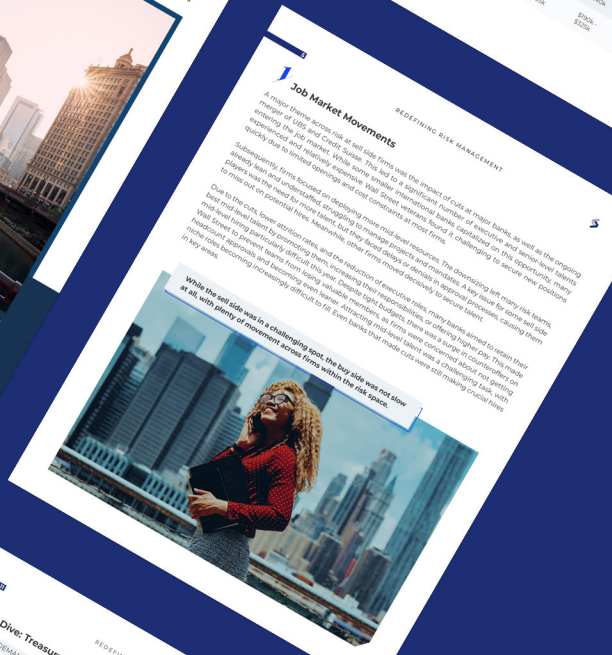 $190k -
$325k
REDEFINING RISK MANAGEMENT
1
Job Market Movements
A major theme across risk at sell side firms was the impact of cuts at major banks, as well as the ongoing
merger of UBS and Credit Suisse. This led to a significant number of executive and senior-level talents
entering the job market. While some smaller international banks capitalized on this opportunity, many
experienced and relatively expensive Wall Street veterans found it challenging to secure new positions
quickly due to limited openings and cost constraints at most firms.
Subsequently, firms focused on deploying more mid-level resources. The downsizing left many risk teams,
already lean and understaffed, struggling to manage projects and mandates. A key issue for some sell side
players was the need for more talent, but they faced delays or denials in approval processes, causing them
to miss out on potential hires. Meanwhile, other firms moved decisively to secure talent.
Due to the cuts, lower attrition rates, and the reduction of executive roles, many banks aimed to retain their
best mid-level talent by promoting them, increasing their responsibilities, or offering higher pay. This made
mid-level hiring particularly difficult this year. Despite tight budgets, there was a surge in counteroffers on
Wall Street to prevent teams from losing valuable members, as firms were concerned about not getting
headcount approvals and becoming even leaner. Attracting mid-level talent was a challenging task, with
niche roles becoming increasingly difficult to fill. Even banks that made cuts were still making crucial hires
in key areas.
While the sell side was in a challenging spot, the buy side was not slow
at all, with plenty of movement across firms within the risk space.
Dive: Treasu
REDEFI